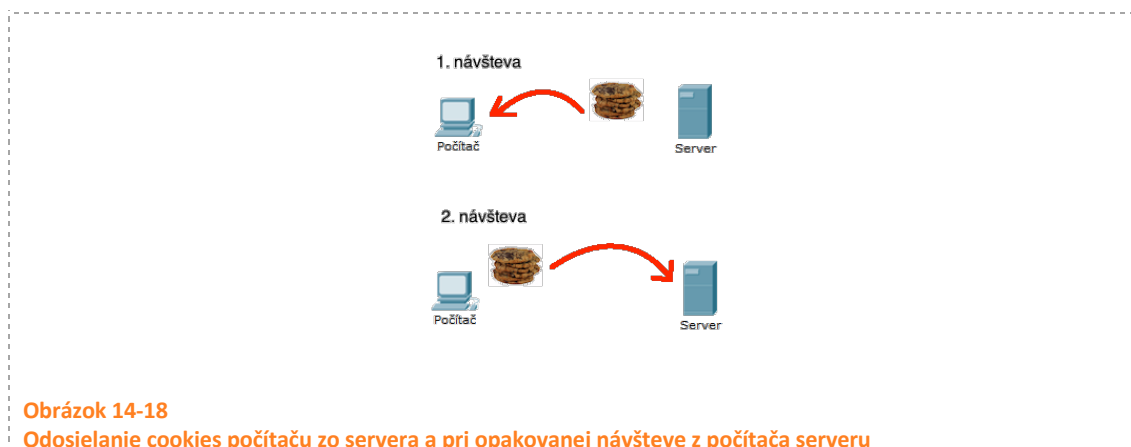 1. návšteva
Počítač
Server
2. návšteva
Počítač
Server
Obrázok 14-18
Odosielanie cookies počítaču zo servera a pri opakovanej návšteve z počítača serveru